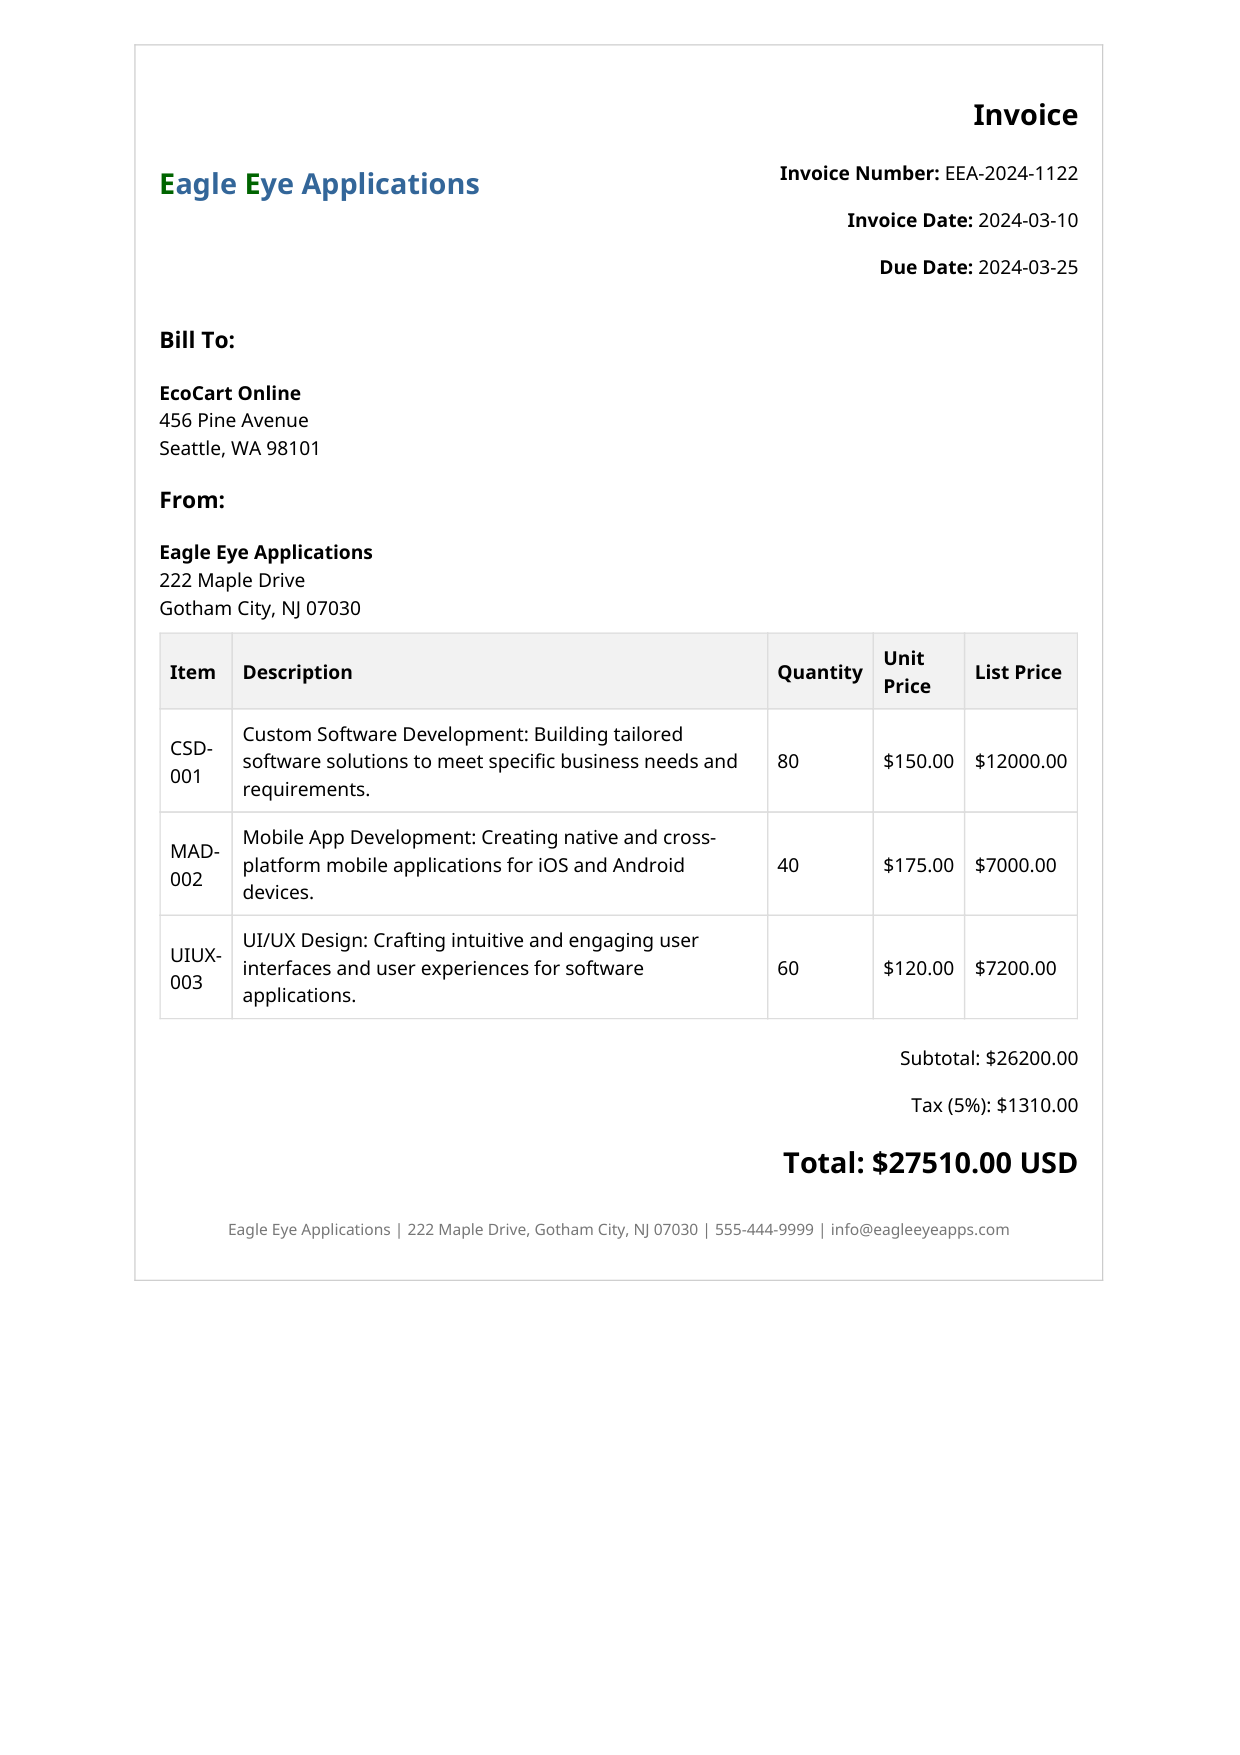 Invoice
Eagle Eye Applications
Invoice Number: EEA-2024-1122
Invoice Date: 2024-03-10
Due Date: 2024-03-25
Bill To:
EcoCart Online
456 Pine Avenue
Seattle, WA 98101
From:
Eagle Eye Applications
222 Maple Drive
Gotham City, NJ 07030
Item Description Quantity Unit Price List Price
CSD-001
Custom Software Development: Building tailored
software solutions to meet specific business needs and
requirements.
80 $150.00 $12000.00
MAD-002
Mobile App Development: Creating native and cross-
platform mobile applications for iOS and Android
devices.
40 $175.00 $7000.00
UIUX-003
UI/UX Design: Crafting intuitive and engaging user
interfaces and user experiences for software
applications.
60 $120.00 $7200.00
Subtotal: $26200.00
Tax (5%): $1310.00
Total: $27510.00 USD
Eagle Eye Applications | 222 Maple Drive, Gotham City, NJ 07030 | 555-444-9999 | info@eagleeyeapps.com